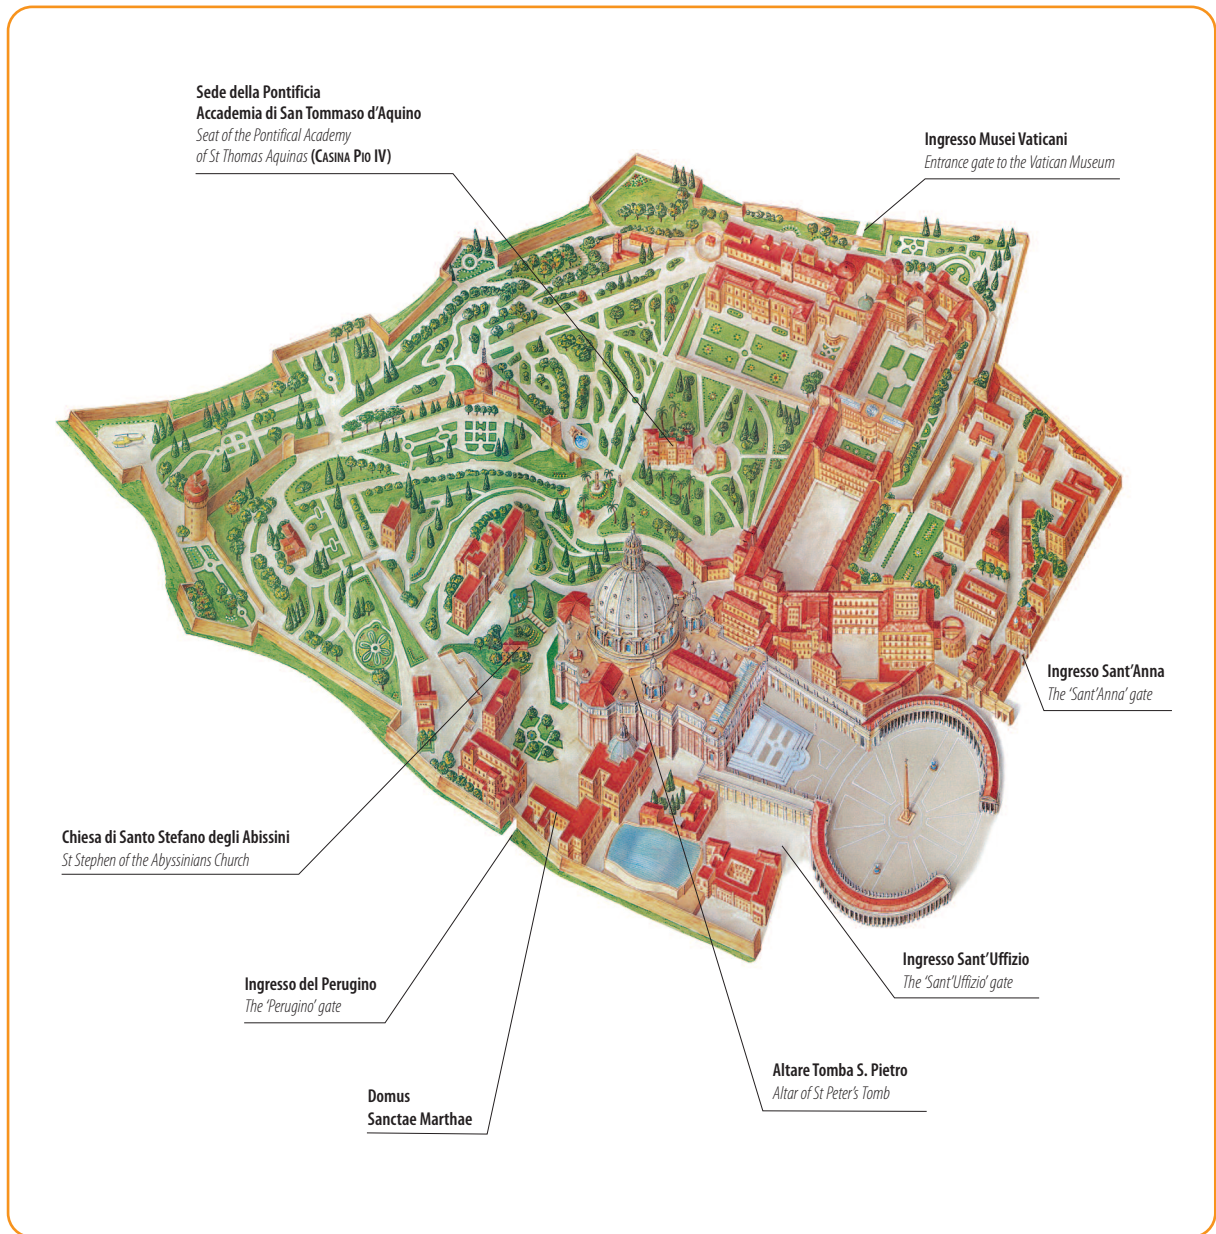 Sede della Pontificia
Accademia di San Tommaso d'Aquino
Seat of the Pontifical Academy
of St Thomas Aquinas (CASINA PIO IV)
Ingresso Musei Vaticani
Entrance gate to the Vatican Museum
Ingresso Sant'Anna
The 'Sant'Anna' gate
Chiesa di Santo Stefano degli Abissini
St Stephen of the Abyssinians Church
Ingresso Sant'Uffizio
The 'Sant'Uffizio' gate
Ingresso del Perugino
The 'Perugino' gate
Altare Tomba S. Pietro
Altar of St Peter's Tomb
Domus
Sanctae Marthae